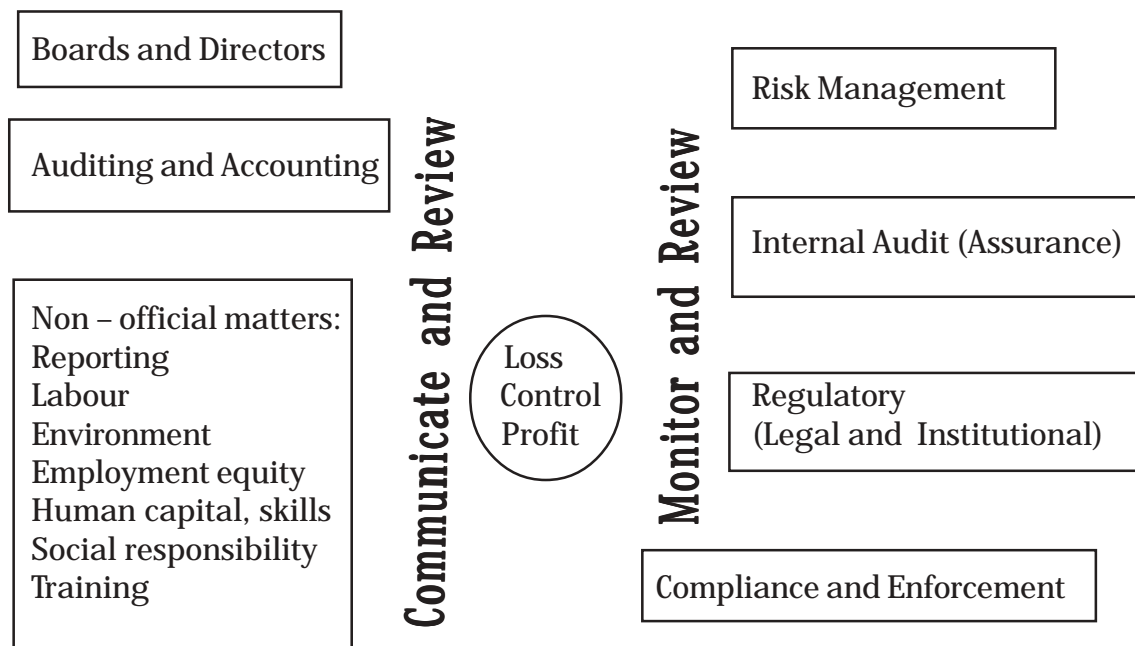 Boards and Directors
Auditing and Accounting
Non – official matters:
Reporting
Labour
Environment
Employment equity
Human capital, skills
Social responsibility
Training
Communicate and Review
Loss
Control
Profit
Monitor and Review
Risk Management
Internal Audit (Assurance)
Regulatory
(Legal and Institutional)
Compliance and Enforcement